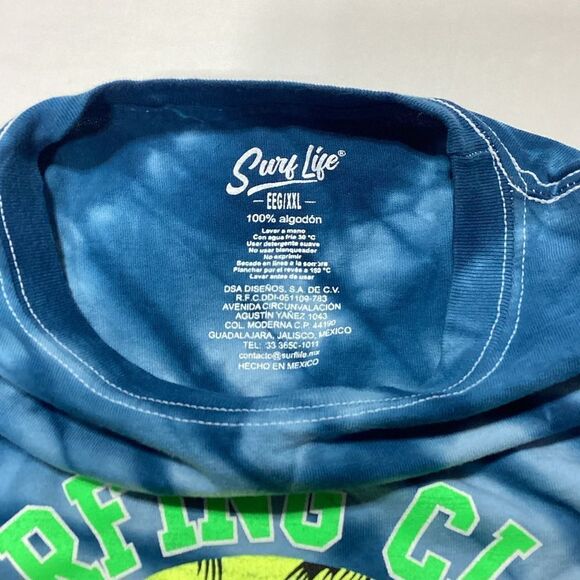 Surf Life®
EEG/XXL
100% algodón
Lavar a mano
Con agua fría 30 °C
Usar detergente suave
No usar blanqueador
No exprimir
Secado en línea a la sombra
Planchar por el revés a 150 °C
Lavar antes de usar
DSA DISEÑOS, S.A. DE C.V.
R.F.C.DDI-051109-783
AVENIDA CIRCUNVALACIÓN
AGUSTÍN YAÑEZ 1043
COL. MODERNA C.P. 44190
GUADALAJARA, JALISCO, MÉXICO
TEL: 33 3650-1011
contacto@surflife.mx
HECHO EN MÉXICO
RFING CL